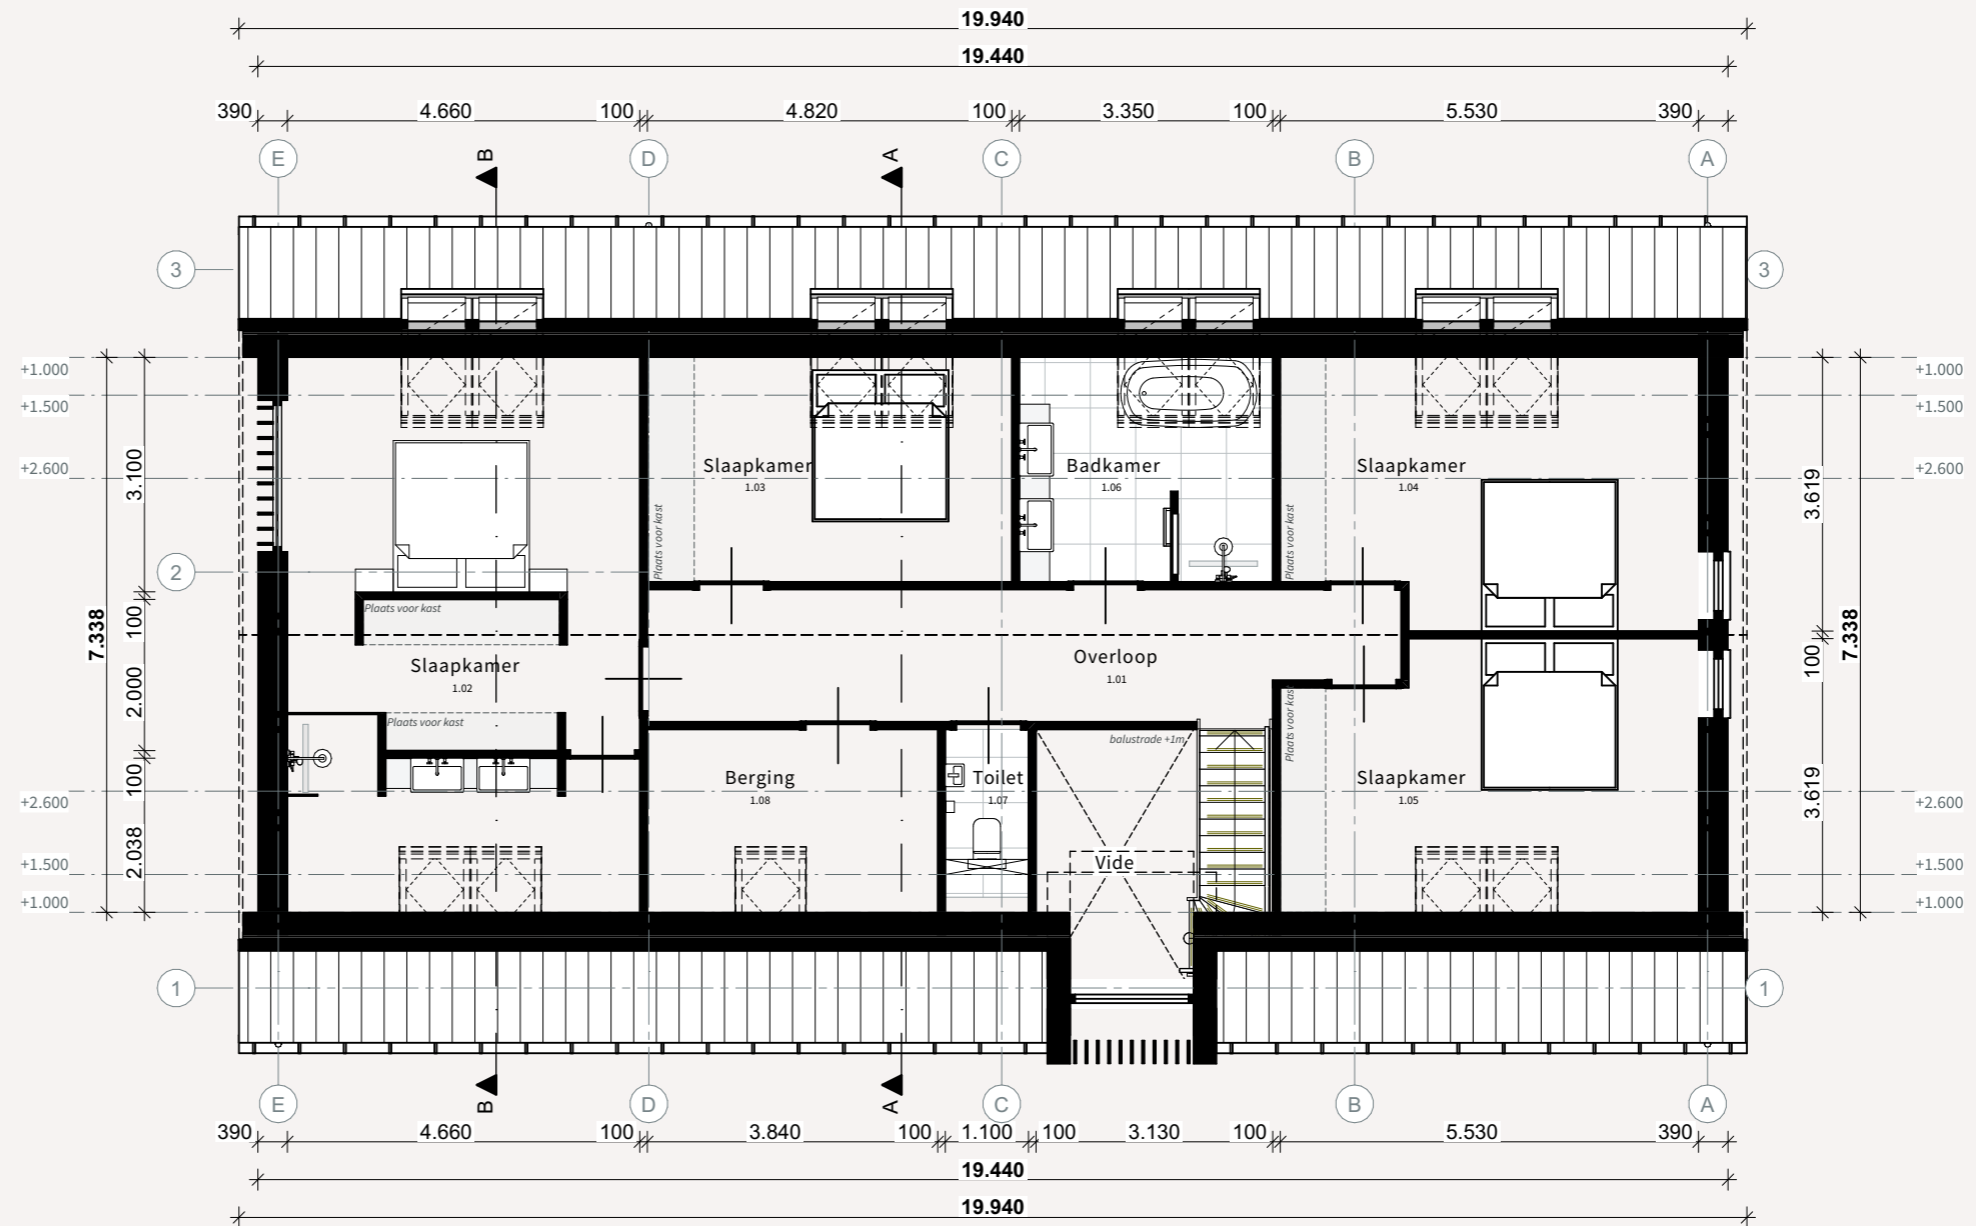 19.940
19.440
390 4.660 100 4.820 100 3.350 100 5.530 390
E D C B A
B A
3 3
+1.000 +1.000
+1.500 +1.500
+2.600 +2.600
3.100
3.619
Slaapkamer
1.03
Badkamer
1.06
Slaapkamer
1.04
Plaats voor kast
Plaats voor kast
2
Plaats voor kast
100
7.338
7.338
Slaapkamer
1.02
Overloop
1.01
100
2.000
Plaats voor kast
Plaats voor kast
balustrade +1m
100
Berging
1.08
Toilet
1.07
Slaapkamer
1.05
3.619
+2.600 +2.600
2.038
Vide
+1.500 +1.500
+1.000 +1.000
1 1
B A
E D C B A
390 4.660 100 3.840 100 1.100 100 3.130 100 5.530 390
19.440
19.940